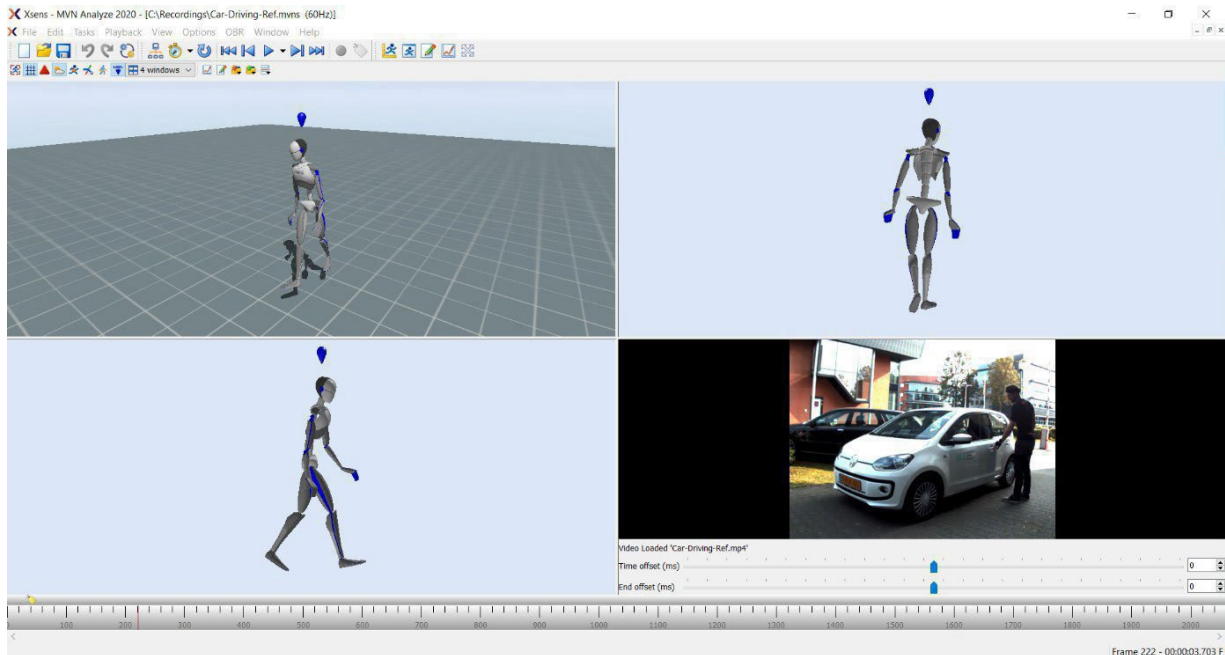 Xsens - MVN Analyze 2020 - [C:\Recordings\Car-Driving-Ref.mvns (60Hz)]
File Edit Tasks Playback View Options OBR Window Help
4 windows
Video Loaded 'Car-Driving-Ref.mp4'
Time offset (ms) 0
End offset (ms) 0
100 200 300 400 500 600 700 800 900 1000 1100 1200 1300 1400 1500 1600 1700 1800 1900 2000
Frame 222 - 00:00:03.703 F